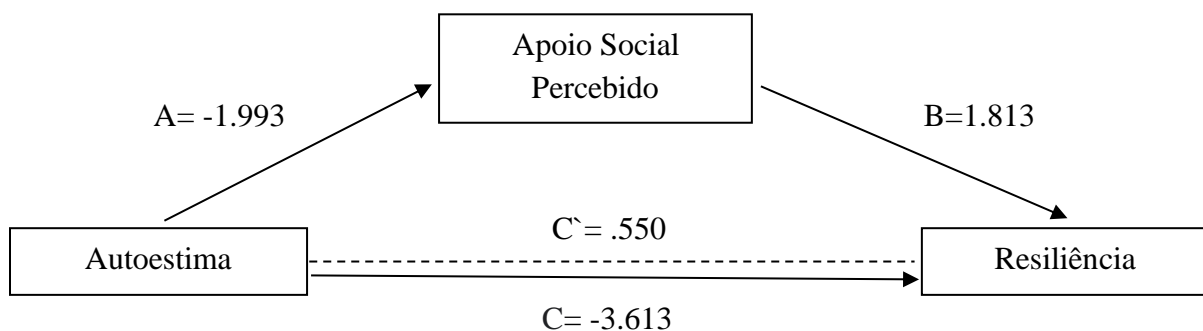 Apoio Social
Percebido
A= -1.993
B=1.813
C`= .550
Autoestima
Resiliência
C= -3.613